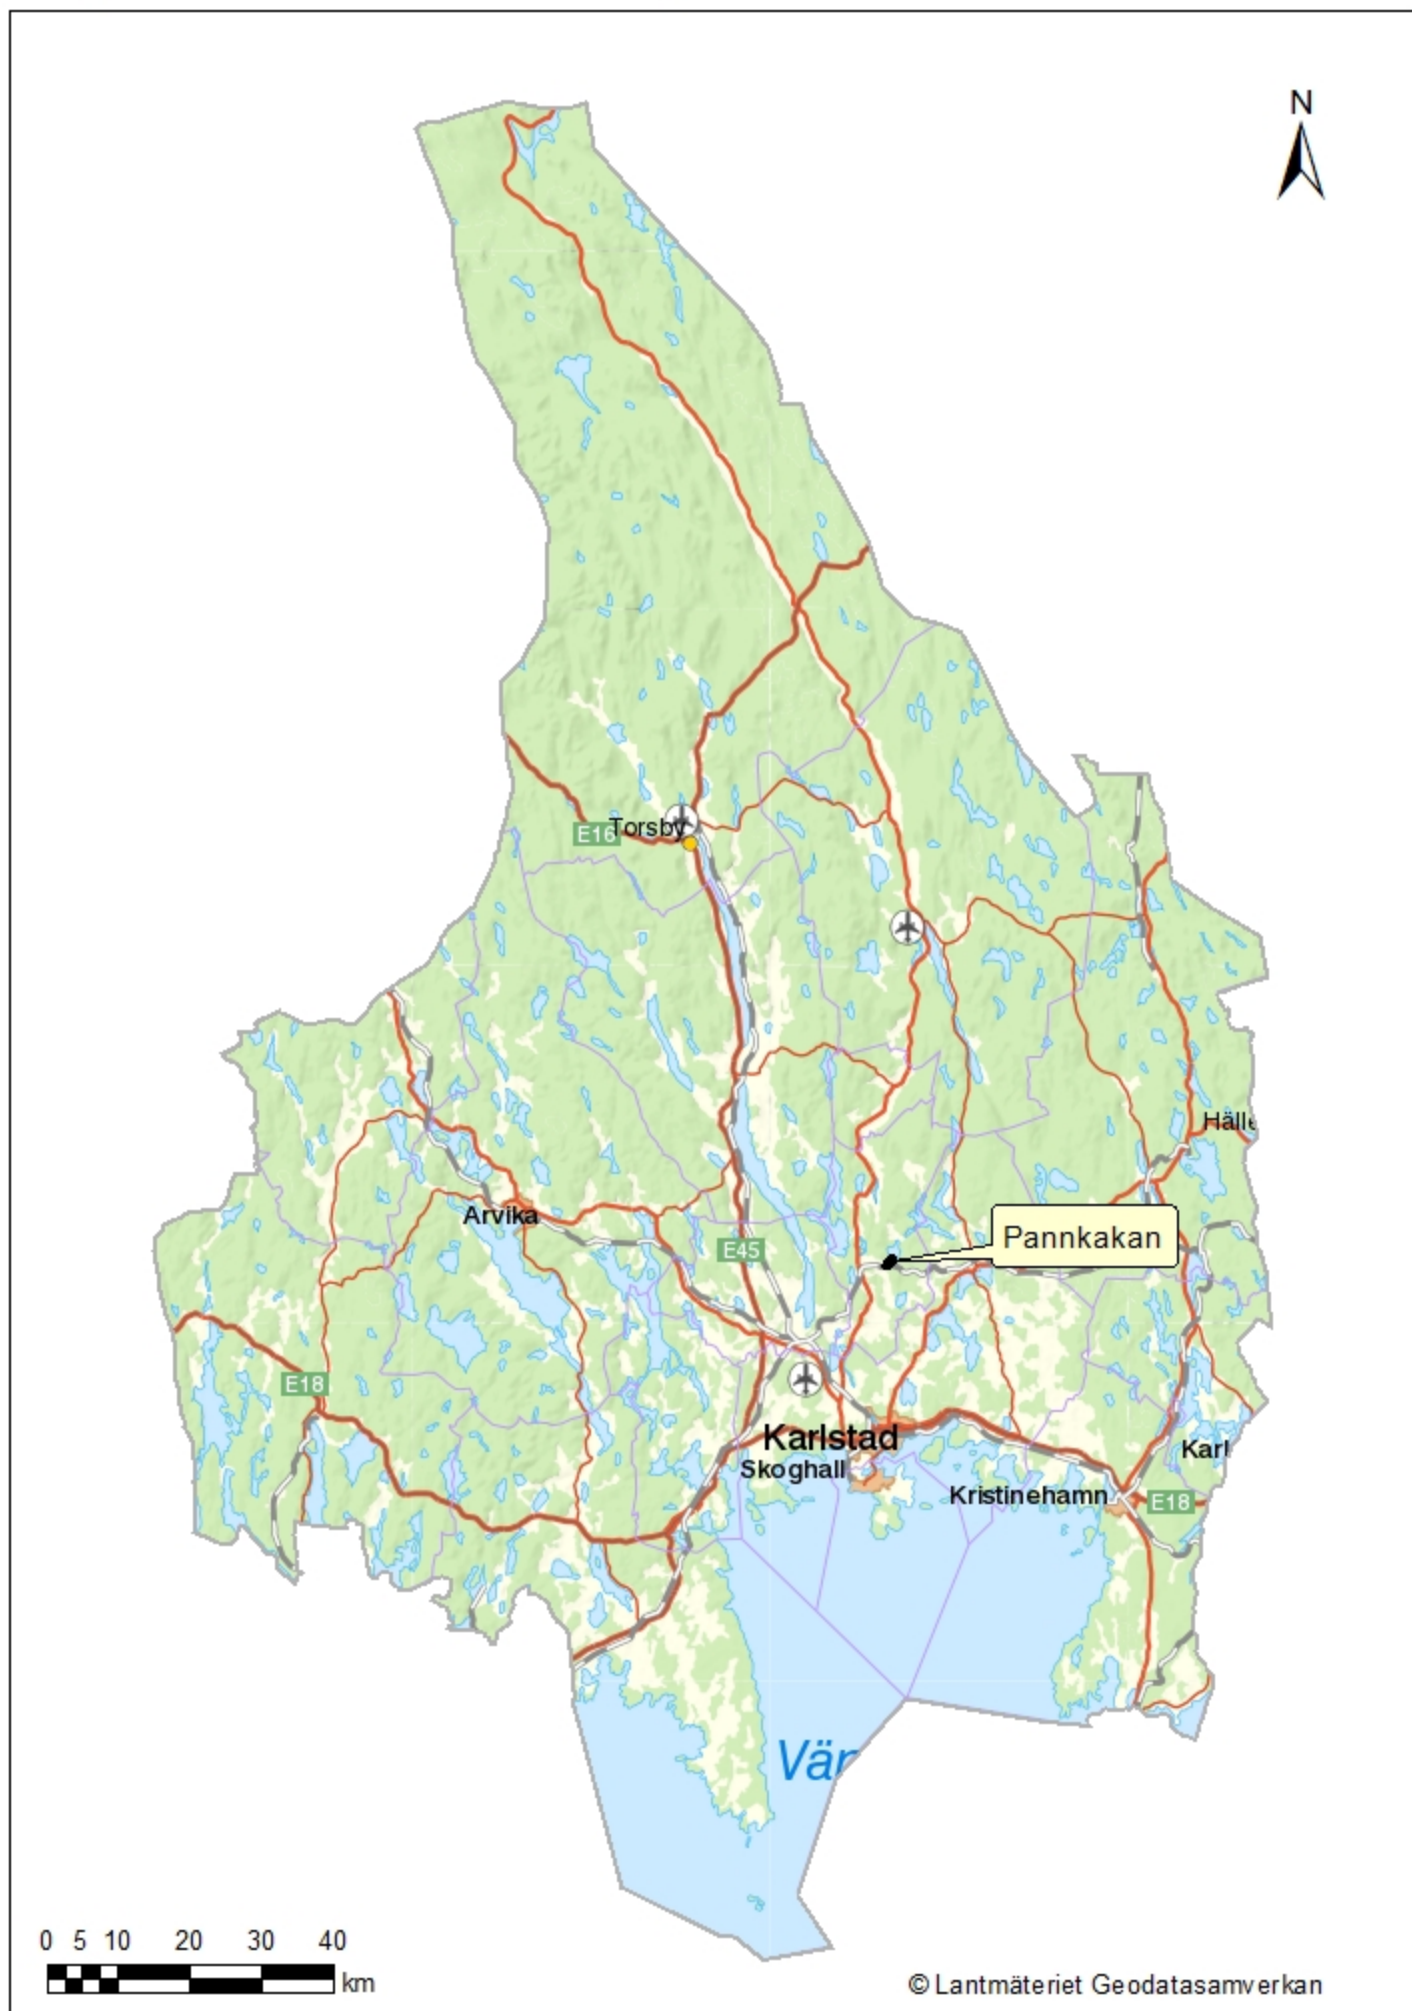 N
Torsby
E16
Hälle
Arvika
Pannkakan
E45
E18
Karlstad
Karl
Skoghall
Kristinehamn
E18
Vän
0 5 10 20 30 40
km
© Lantmäteriet Geodatasamverkan